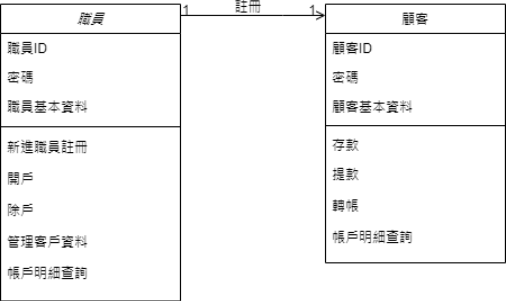 職員
1 註冊 1
顧客
職員ID
密碼
職員基本資料
新進職員註冊
開戶
除戶
管理客戶資料
帳戶明細查詢
顧客ID
密碼
顧客基本資料
存款
提款
轉帳
帳戶明細查詢